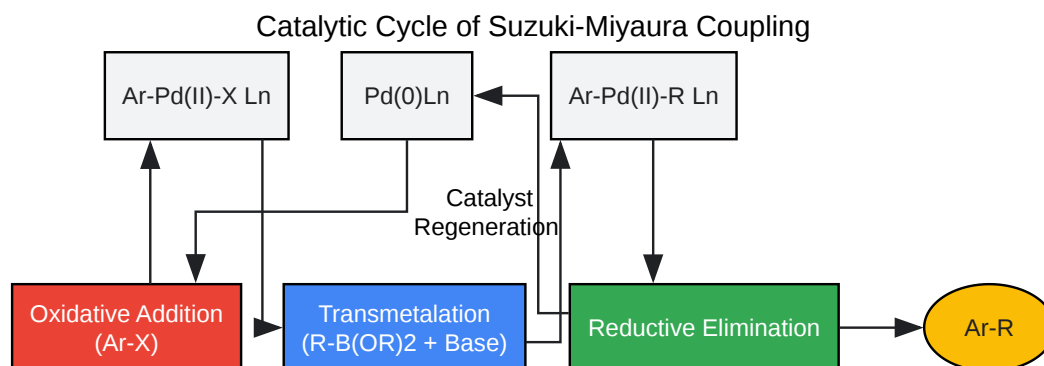 Catalytic Cycle of Suzuki-Miyaura Coupling
Ar-Pd(II)-X Ln
Pd(0)Ln
Ar-Pd(II)-R Ln
Catalyst
Regeneration
Oxidative Addition
(Ar-X)
Transmetalation
(R-B(OR)2 + Base)
Reductive Elimination
Ar-R